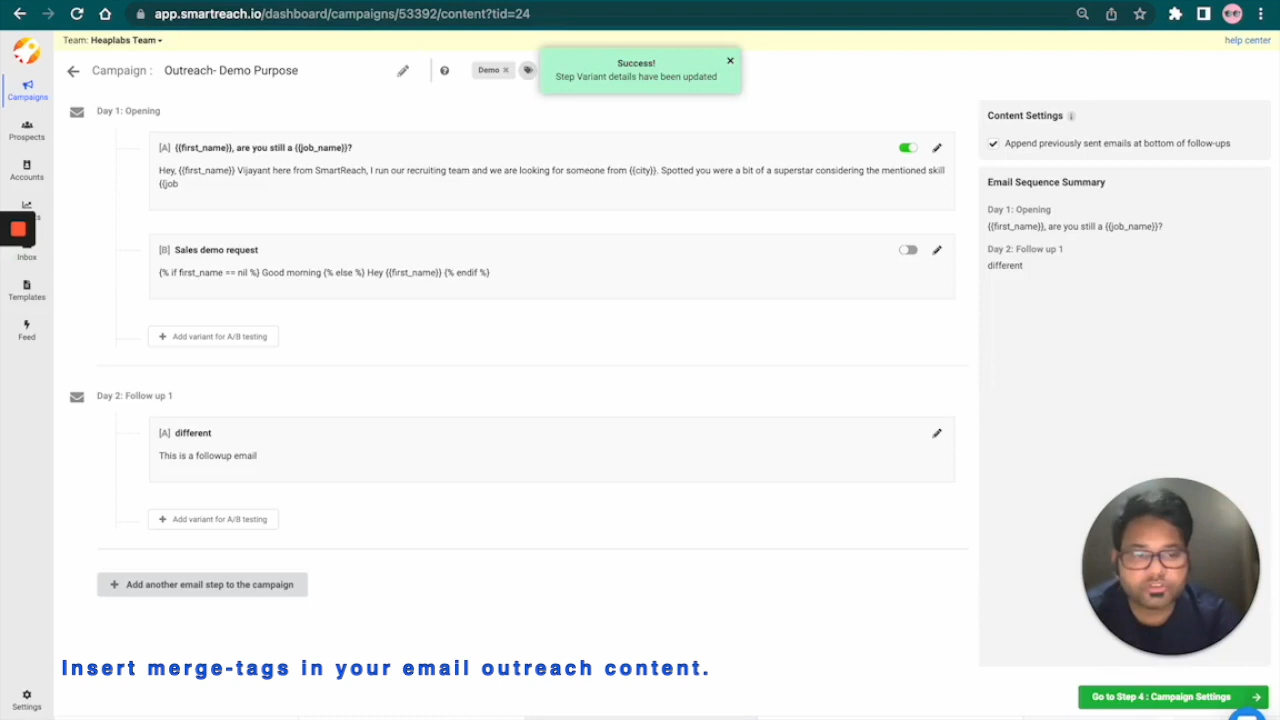 app.smartreach.io/dashboard/campaigns/53392/content?tid=24
Team: Heaplabs Team
help center
Campaign : Outreach- Demo Purpose
Demo
Success!
Step Variant details have been updated
Campaigns
Prospects
Accounts
Inbox
Templates
Feed
Settings
Day 1: Opening
[A] {{first_name}}, are you still a {{job_name}}?
Hey, {{first_name}} Vijayant here from SmartReach, I run our recruiting team and we are looking for someone from {{city}}. Spotted you were a bit of a superstar considering the mentioned skill
{{job
[B] Sales demo request
{% if first_name == nil %} Good morning {% else %} Hey {{first_name}} {% endif %}
+ Add variant for A/B testing
Day 2: Follow up 1
[A] different
This is a followup email
+ Add variant for A/B testing
+ Add another email step to the campaign
Content Settings
Append previously sent emails at bottom of follow-ups
Email Sequence Summary
Day 1: Opening
{{first_name}}, are you still a {{job_name}}?
Day 2: Follow up 1
different
Insert merge-tags in your email outreach content.
Go to Step 4 : Campaign Settings